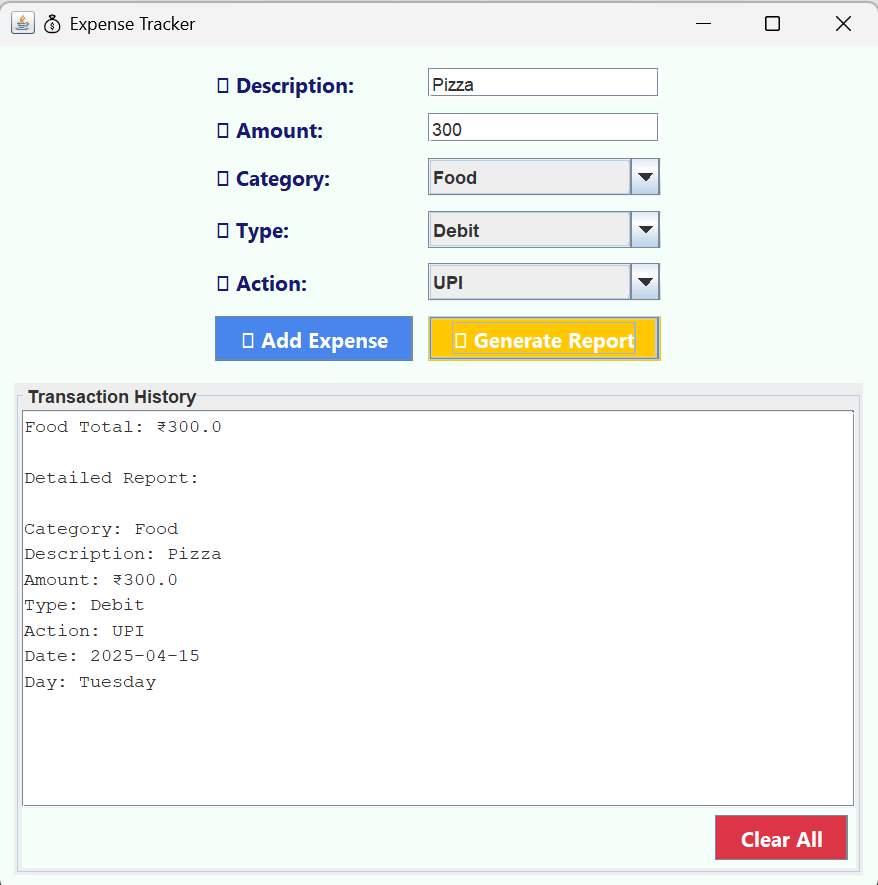 Expense Tracker
Description: Pizza
Amount: 300
Category: Food
Type: Debit
Action: UPI
Add Expense Generate Report
Transaction History
Food Total: ₹300.0
Detailed Report:
Category: Food
Description: Pizza
Amount: ₹300.0
Type: Debit
Action: UPI
Date: 2025-04-15
Day: Tuesday
Clear All